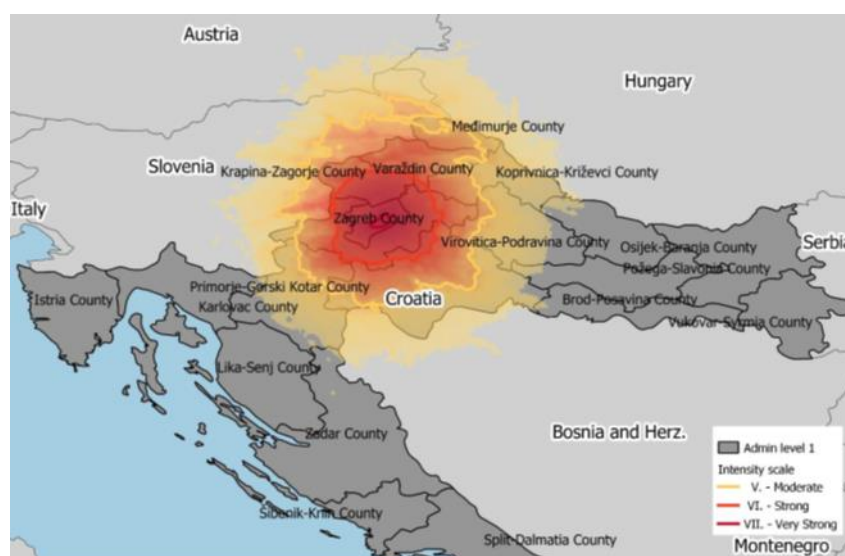 Austria
Hungary
Međimurje County
Slovenia
Krapina-Zagorje County
Varaždin County
Koprivnica-Križevci County
Italy
Zagreb County
Virovitica-Podravina County
Osijek-Baranja County
Serbia
Požega-Slavonia County
Primorje-Gorski Kotar County
Istria County
Karlovac County
Croatia
Brod-Posavina County
Vukovar-Syrmia County
Lika-Senj County
Zadar County
Bosnia and Herz.
Admin level 1
Intensity scale
V. - Moderate
VI. - Strong
VII. - Very Strong
Šibenik-Knin County
Split-Dalmatia County
Montenegro